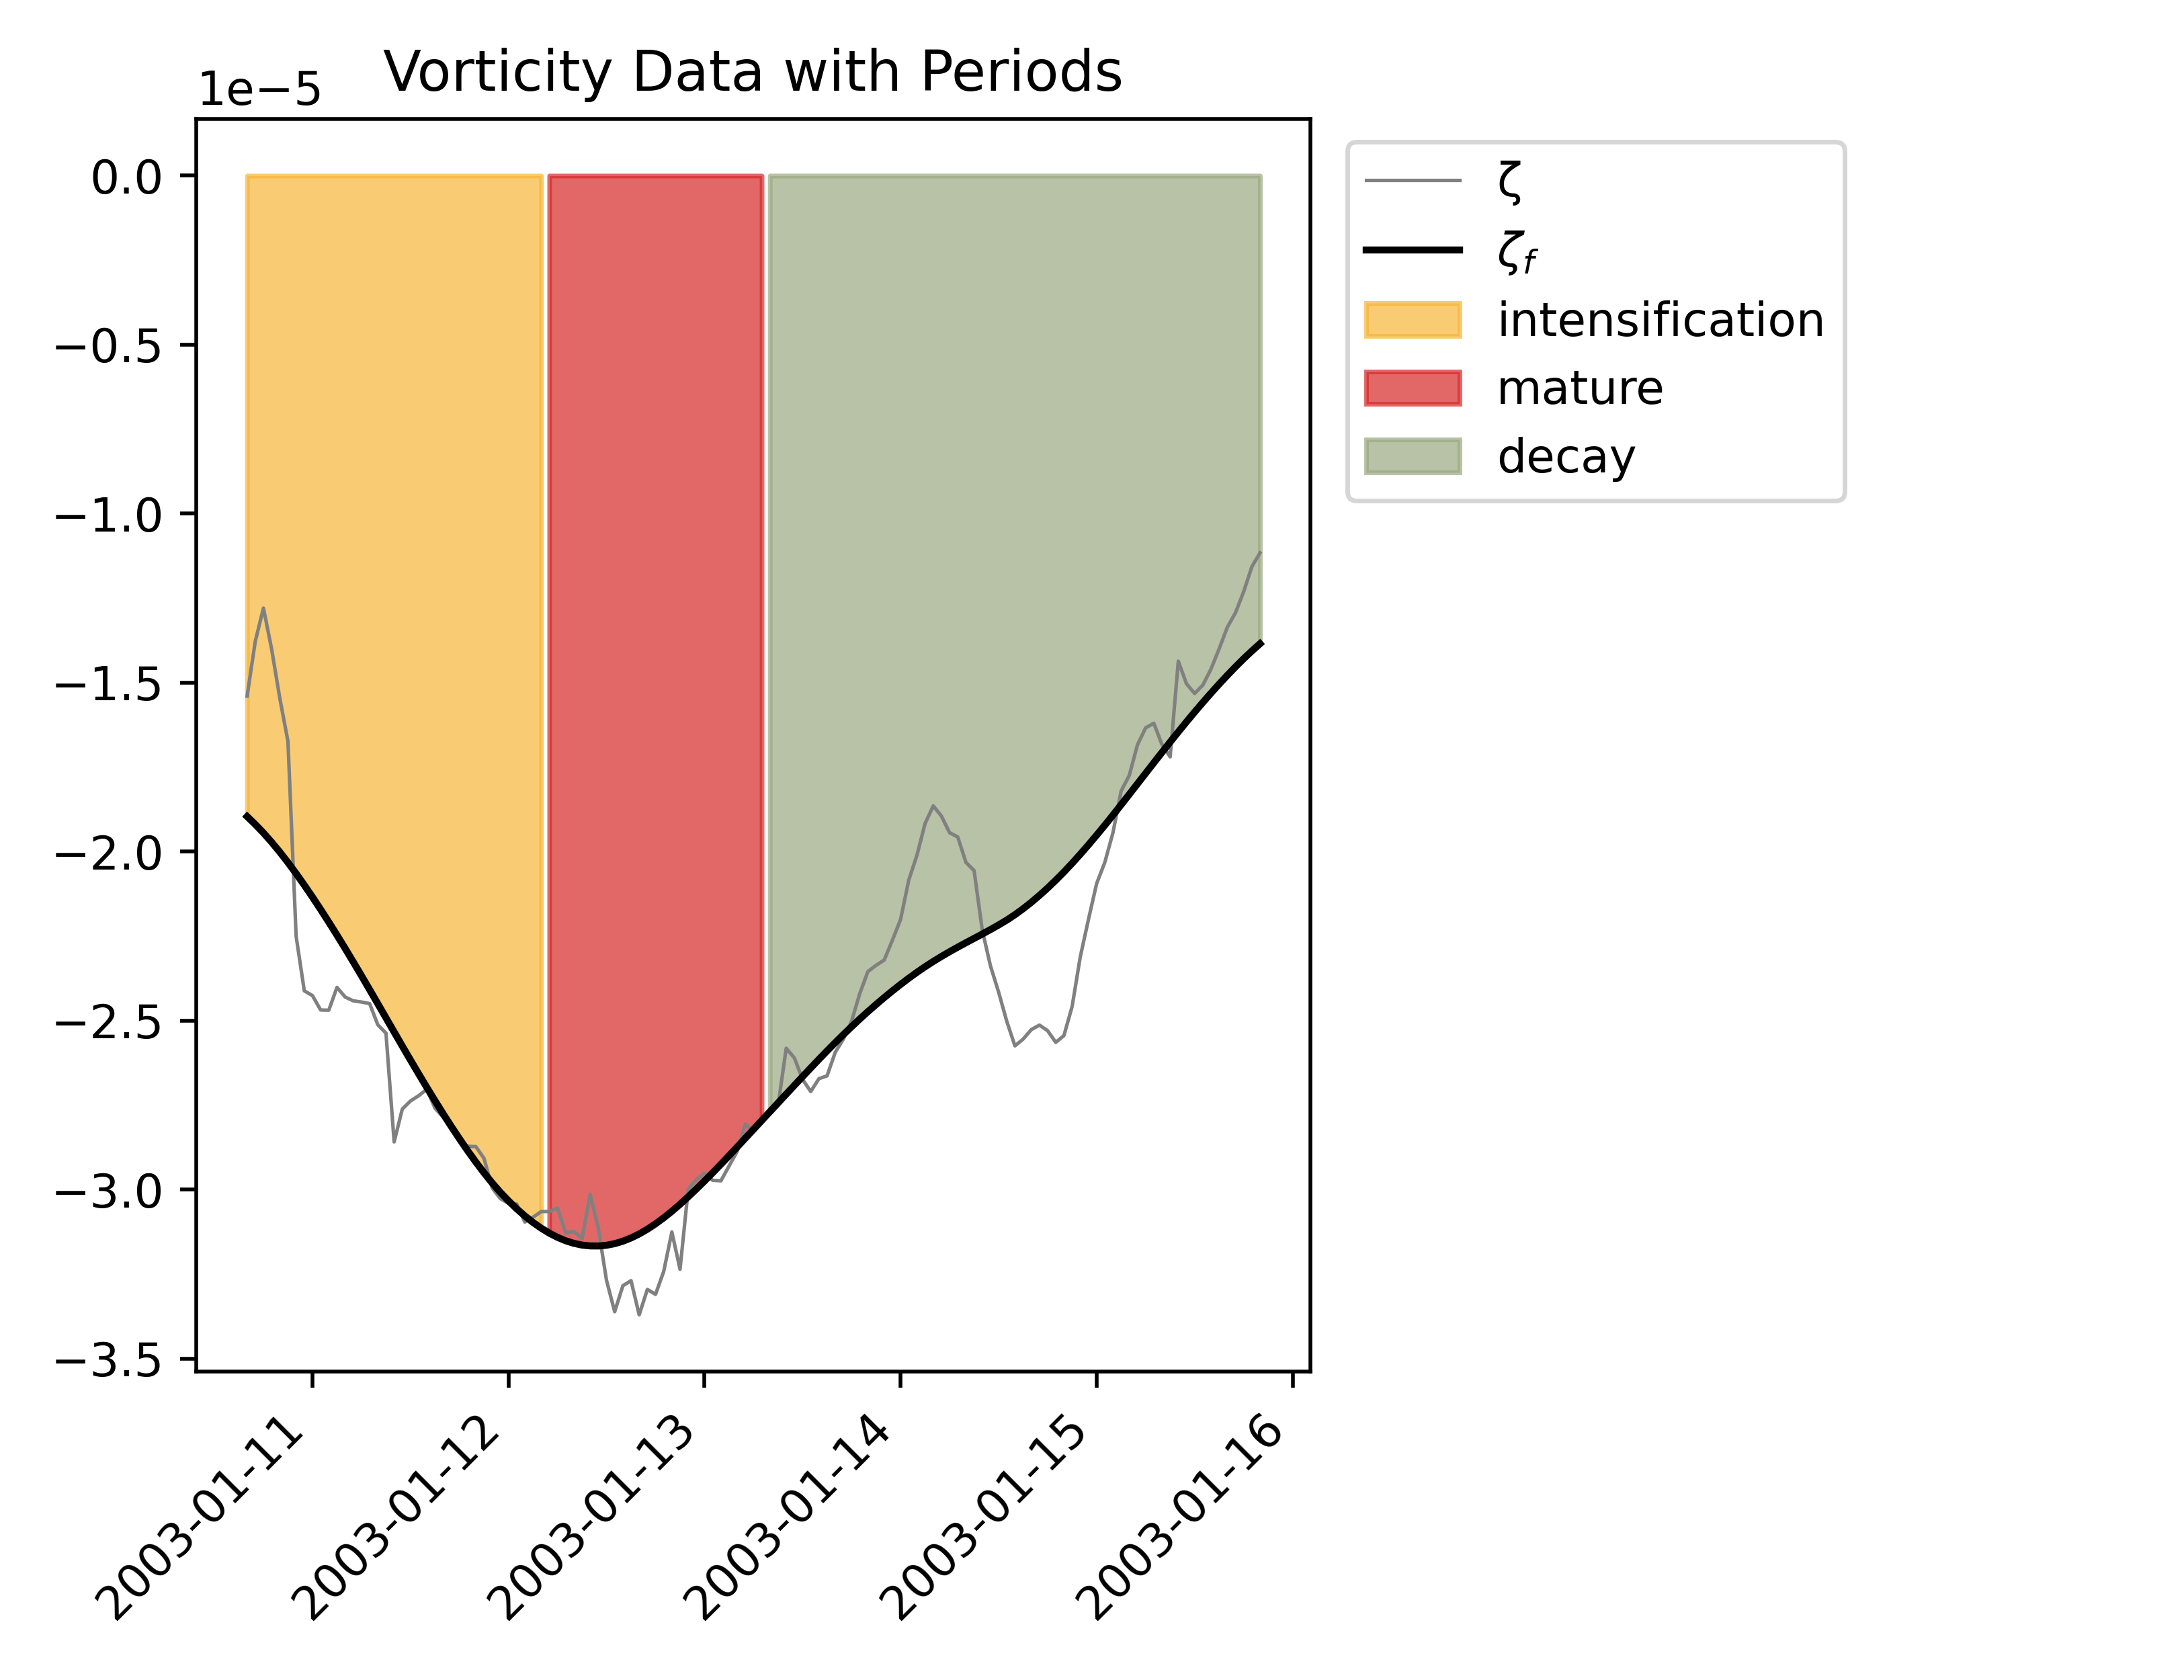 Vorticity Data with Periods
1e−5
0.0
−0.5
−1.0
−1.5
−2.0
−2.5
−3.0
−3.5
2003-01-11
2003-01-12
2003-01-13
2003-01-14
2003-01-15
2003-01-16
ζ
ζf
intensification
mature
decay